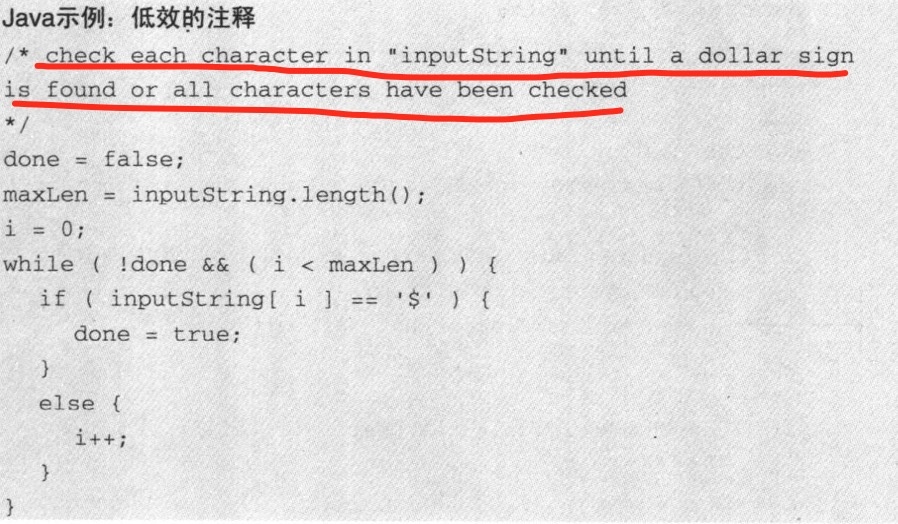 Java示例：低效的注释
/* check each character in "inputString" until a dollar sign
is found or all characters have been checked
*/
done = false;
maxLen = inputString.length();
i = 0;
while ( !done && ( i < maxLen ) ) {
   if ( inputString[ i ] == '$' ) {
      done = true;
   }
   else {
      i++;
   }
}